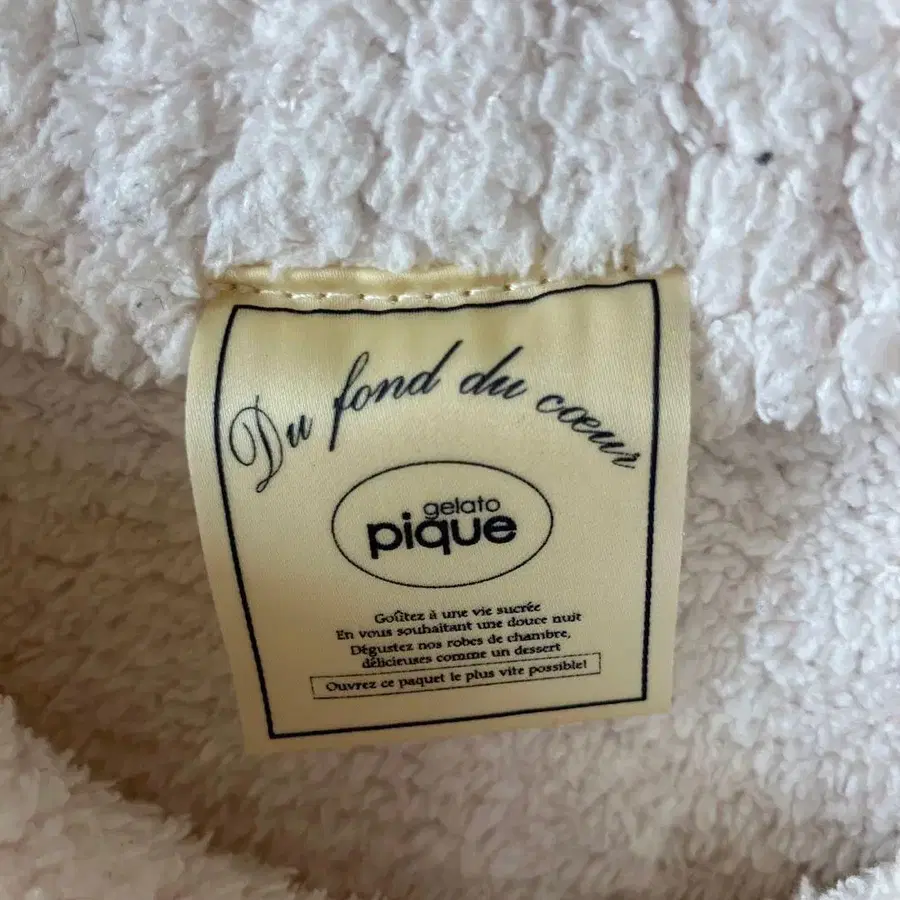 Du fond du cœur
gelato
pique
Goûtez à une vie sucrée
En vous souhaitant une douce nuit
Dégustez nos robes de chambre,
délicieuses comme un dessert
Ouvrez ce paquet le plus vite possible!